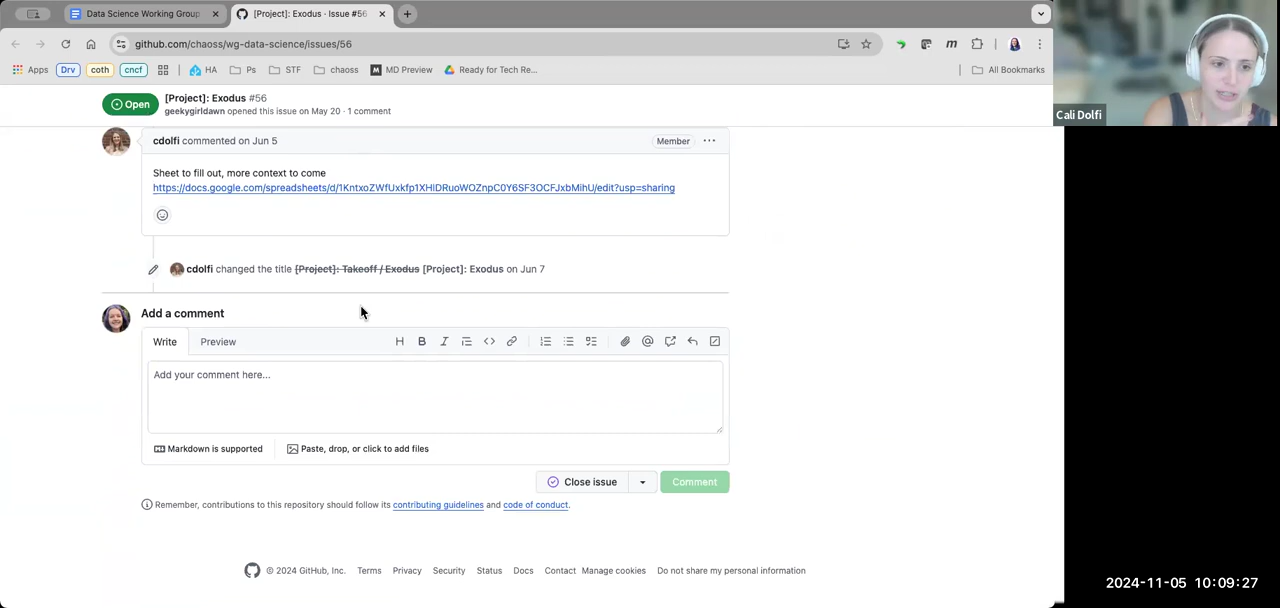 Data Science Working Group
[Project]: Exodus · Issue #56
github.com/chaoss/wg-data-science/issues/56
Apps
Drv
coth
cncf
HA
Ps
STF
chaoss
MD Preview
Ready for Tech Re...
All Bookmarks
Open
[Project]: Exodus #56
geekygirldawn opened this issue on May 20 · 1 comment
cdolfi commented on Jun 5
Member
Sheet to fill out, more context to come
https://docs.google.com/spreadsheets/d/1KntxoZWfUxkfp1XHIDRuoWOZnpC0Y6SF3OCFJxbMihU/edit?usp=sharing
cdolfi changed the title [Project]: Takeoff / Exodus [Project]: Exodus on Jun 7
Add a comment
Write
Preview
Add your comment here...
Markdown is supported
Paste, drop, or click to add files
Close issue
Comment
Remember, contributions to this repository should follow its contributing guidelines and code of conduct.
© 2024 GitHub, Inc.
Terms
Privacy
Security
Status
Docs
Contact
Manage cookies
Do not share my personal information
Cali Dolfi
2024-11-05 10:09:27